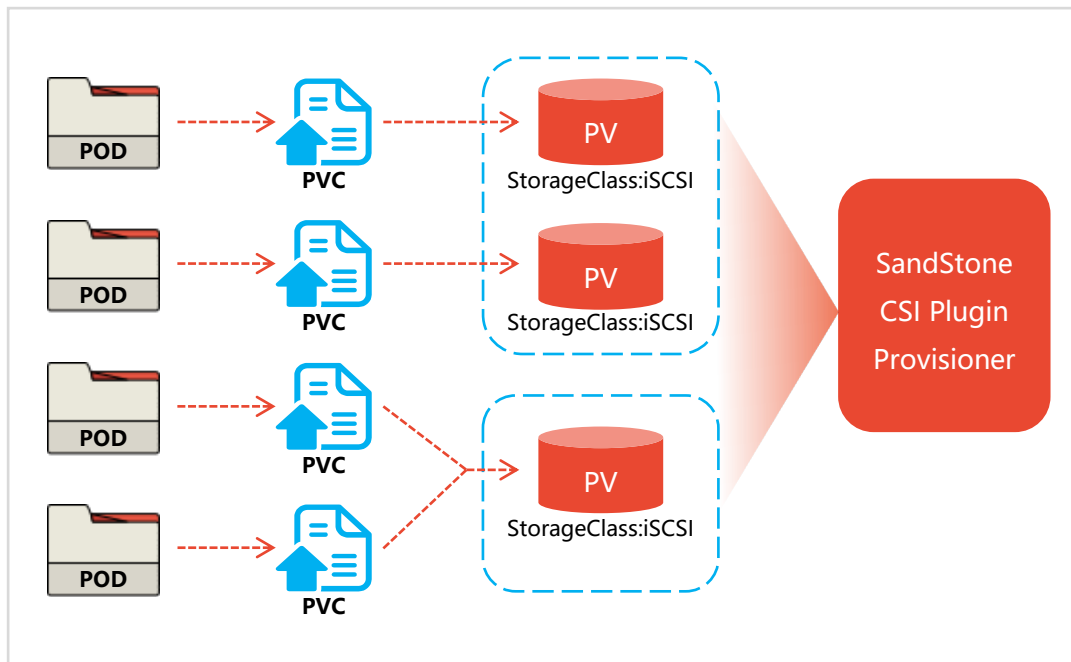 POD
PVC
PV
StorageClass:iSCSI
POD
PVC
PV
StorageClass:iSCSI
POD
PVC
PV
StorageClass:iSCSI
POD
PVC
SandStone
CSI Plugin
Provisioner